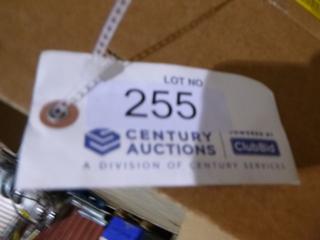 LOT NO
255
CENTURY
AUCTIONS
POWERED BY
ClubBid
A DIVISION OF CENTURY SERVICES